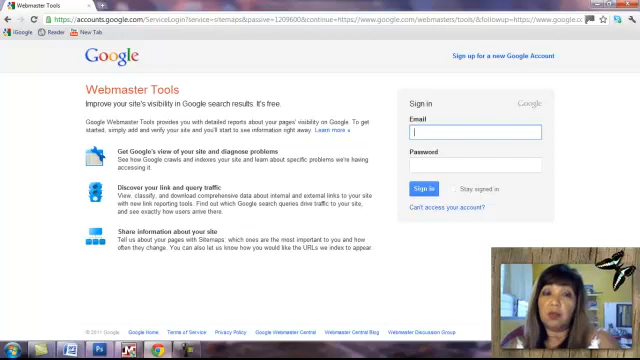 Webmaster Tools
https://accounts.google.com/ServiceLogin?service=sitemaps&passive=1209600&continue=https://www.google.com/webmasters/tools/&followup=https://www.google.c
iGoogle Reader New Tab
Google
Sign up for a new Google Account
Webmaster Tools
Improve your site's visibility in Google search results. It's free.
Google Webmaster Tools provides you with detailed reports about your pages' visibility on Google. To
get started, simply add and verify your site and you'll start to see information right away. Learn more »
Get Google's view of your site and diagnose problems
See how Google crawls and indexes your site and learn about specific problems we're having
accessing it.
Discover your link and query traffic
View, classify, and download comprehensive data about internal and external links to your site
with new link reporting tools. Find out which Google search queries drive traffic to your site,
and see exactly how users arrive there.
Share information about your site
Tell us about your pages with Sitemaps, which ones are the most important to you and how
often they change. You can also let us know how you would like the URLs we index to appear.
Sign in Google
Email
Password
Sign in Stay signed in
Can't access your account?
© 2011 Google Google Home Terms of Service Privacy Policy Google Webmaster Central Webmaster Central Blog Webmaster Discussion Group